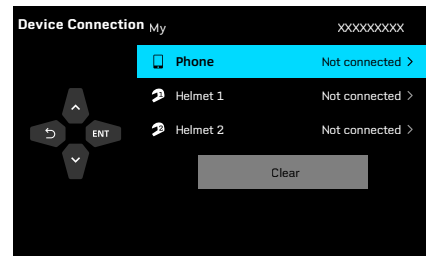 Device Connection My XXXXXXXXX
Phone Not connected >
Helmet 1 Not connected >
Helmet 2 Not connected >
ENT
Clear